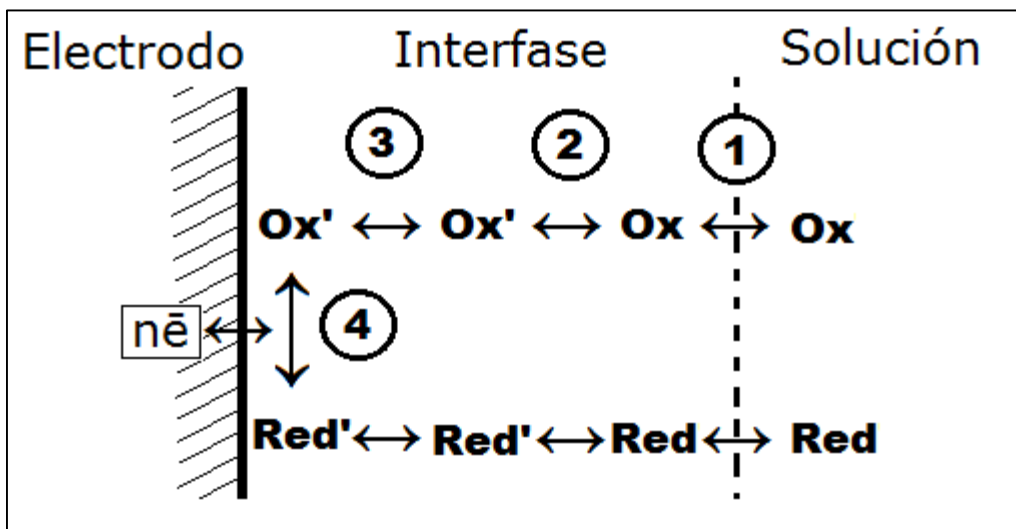 Electrodo Interfase Solución
3 2 1
Ox' ↔ Ox' ↔ Ox ↔ Ox
nē 4
Red' ↔ Red' ↔ Red ↔ Red